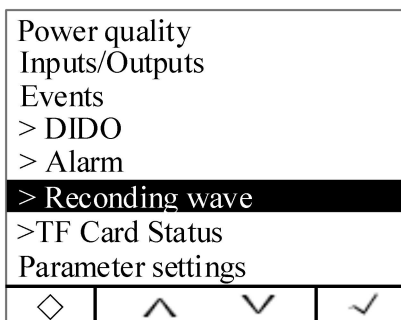 Power quality
Inputs/Outputs
Events
> DIDO
> Alarm
> Reconding wave
>TF Card Status
Parameter settings